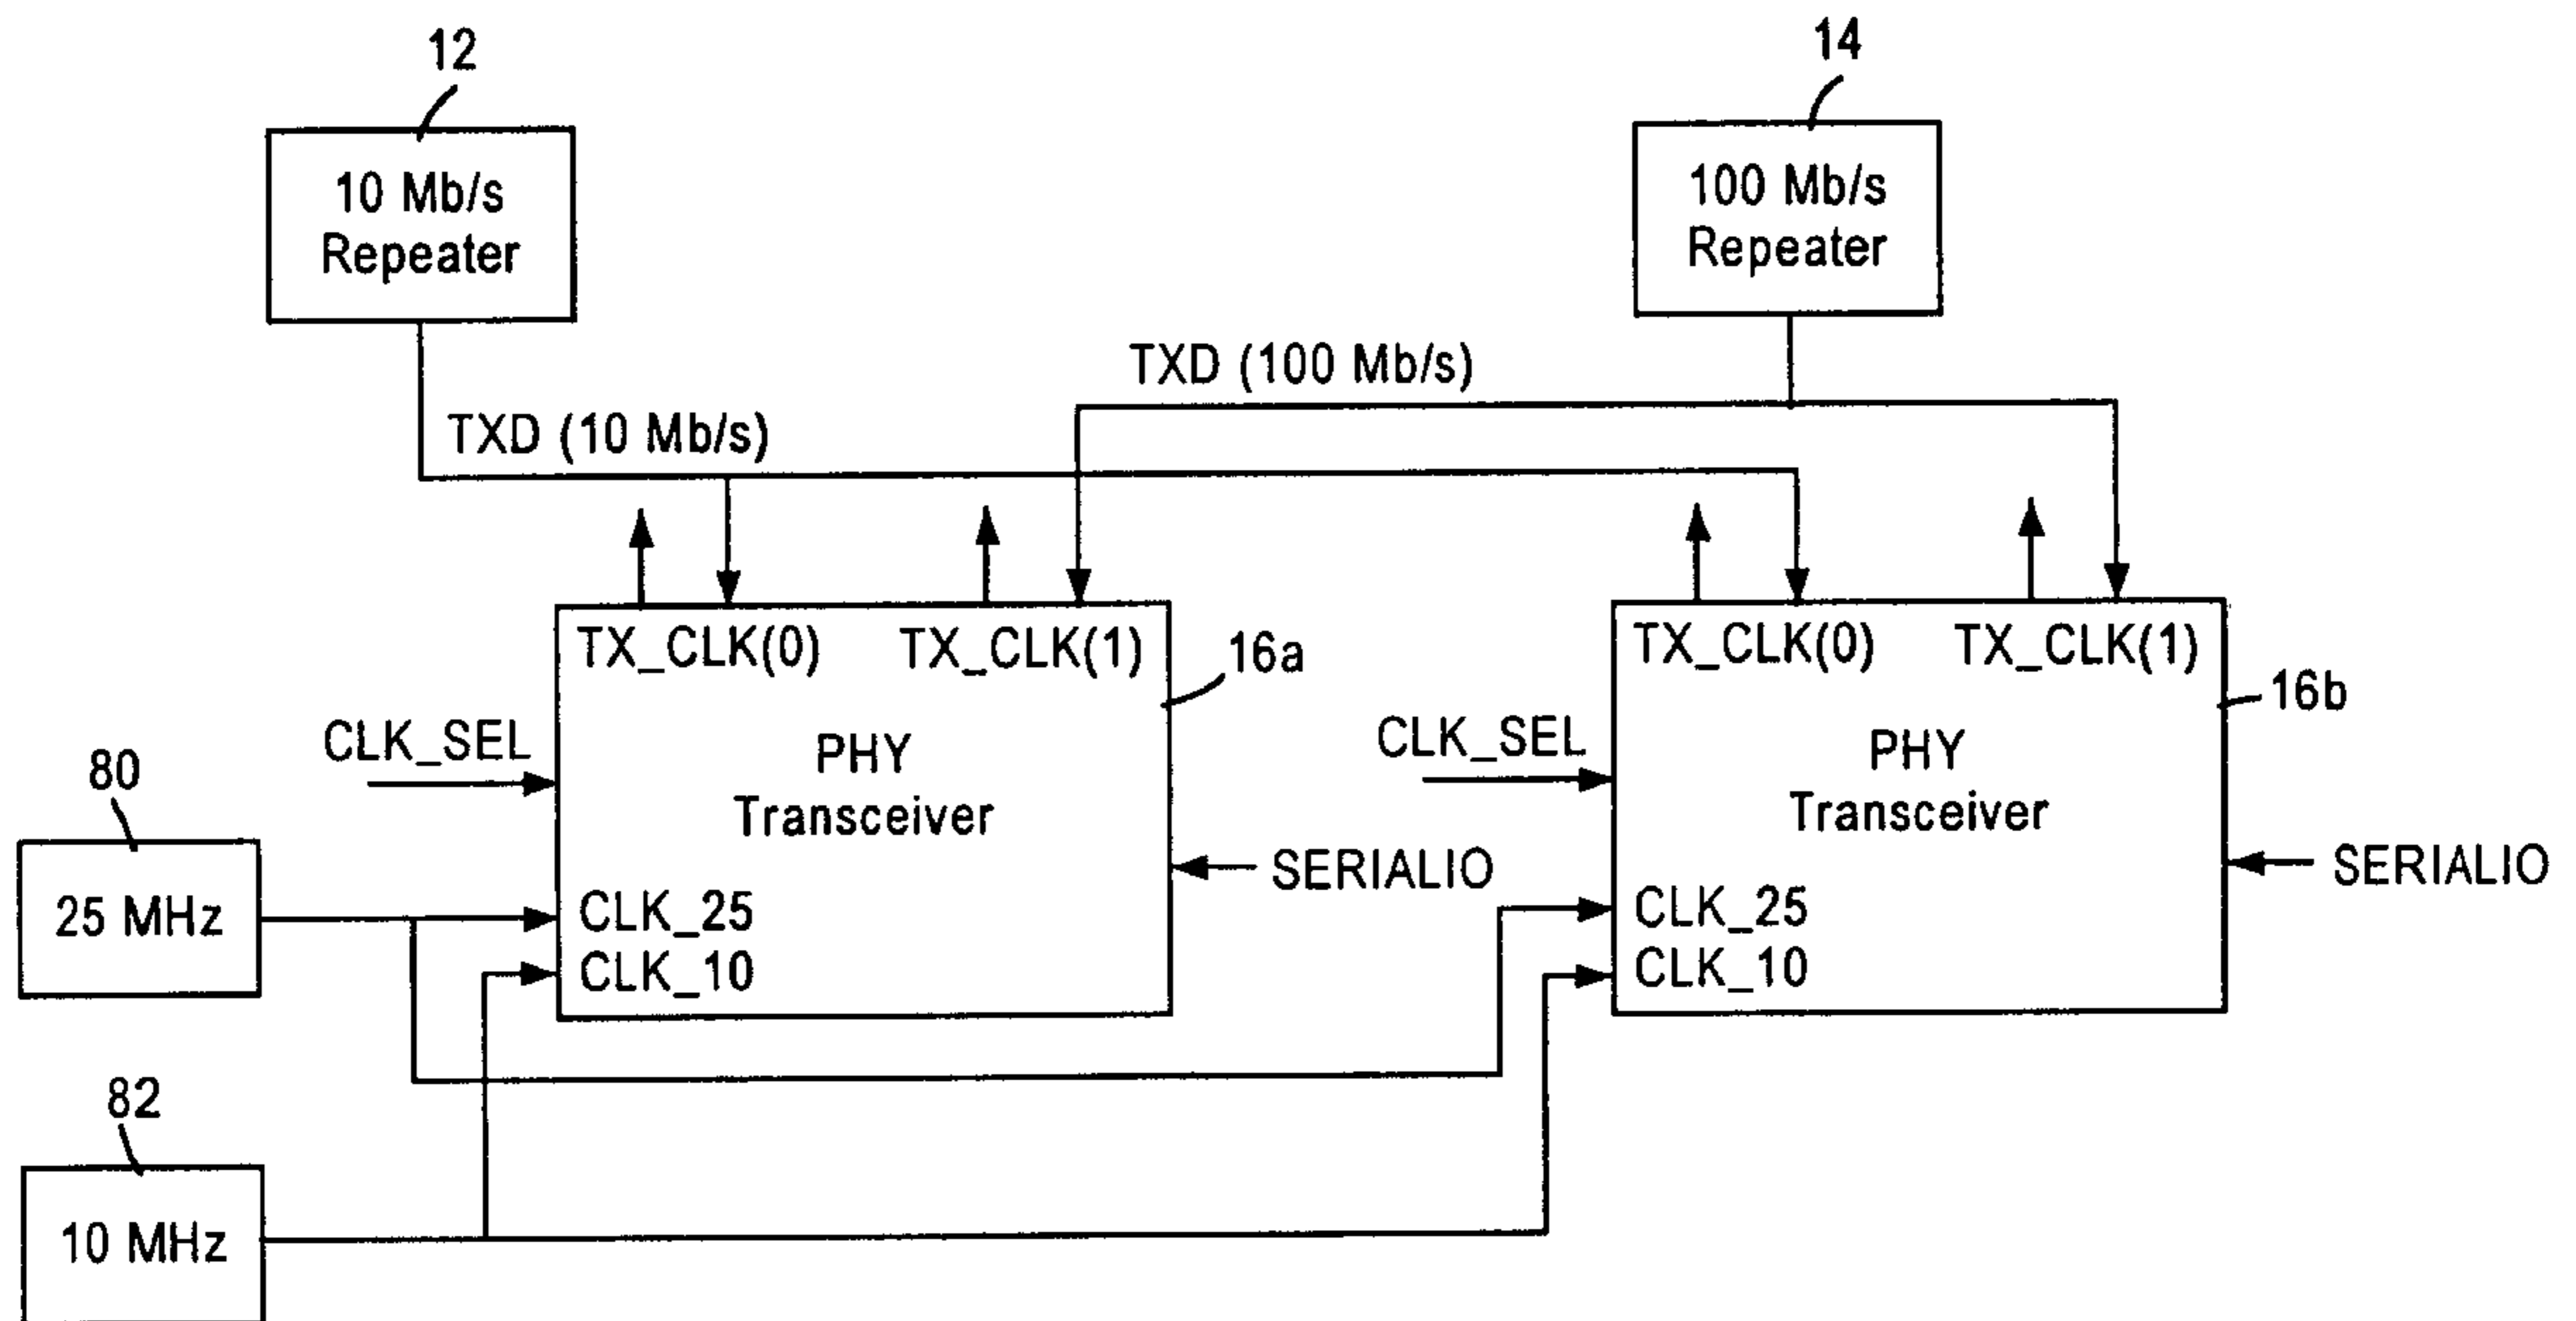 12
14
10 Mb/s
Repeater
100 Mb/s
Repeater
TXD (100 Mb/s)
TXD (10 Mb/s)
TX_CLK(0) TX_CLK(1)
16a
TX_CLK(0) TX_CLK(1)
16b
CLK_SEL
PHY
Transceiver
CLK_SEL
PHY
Transceiver
80
25 MHz
SERIALIO
SERIALIO
CLK_25
CLK_10
CLK_25
CLK_10
82
10 MHz